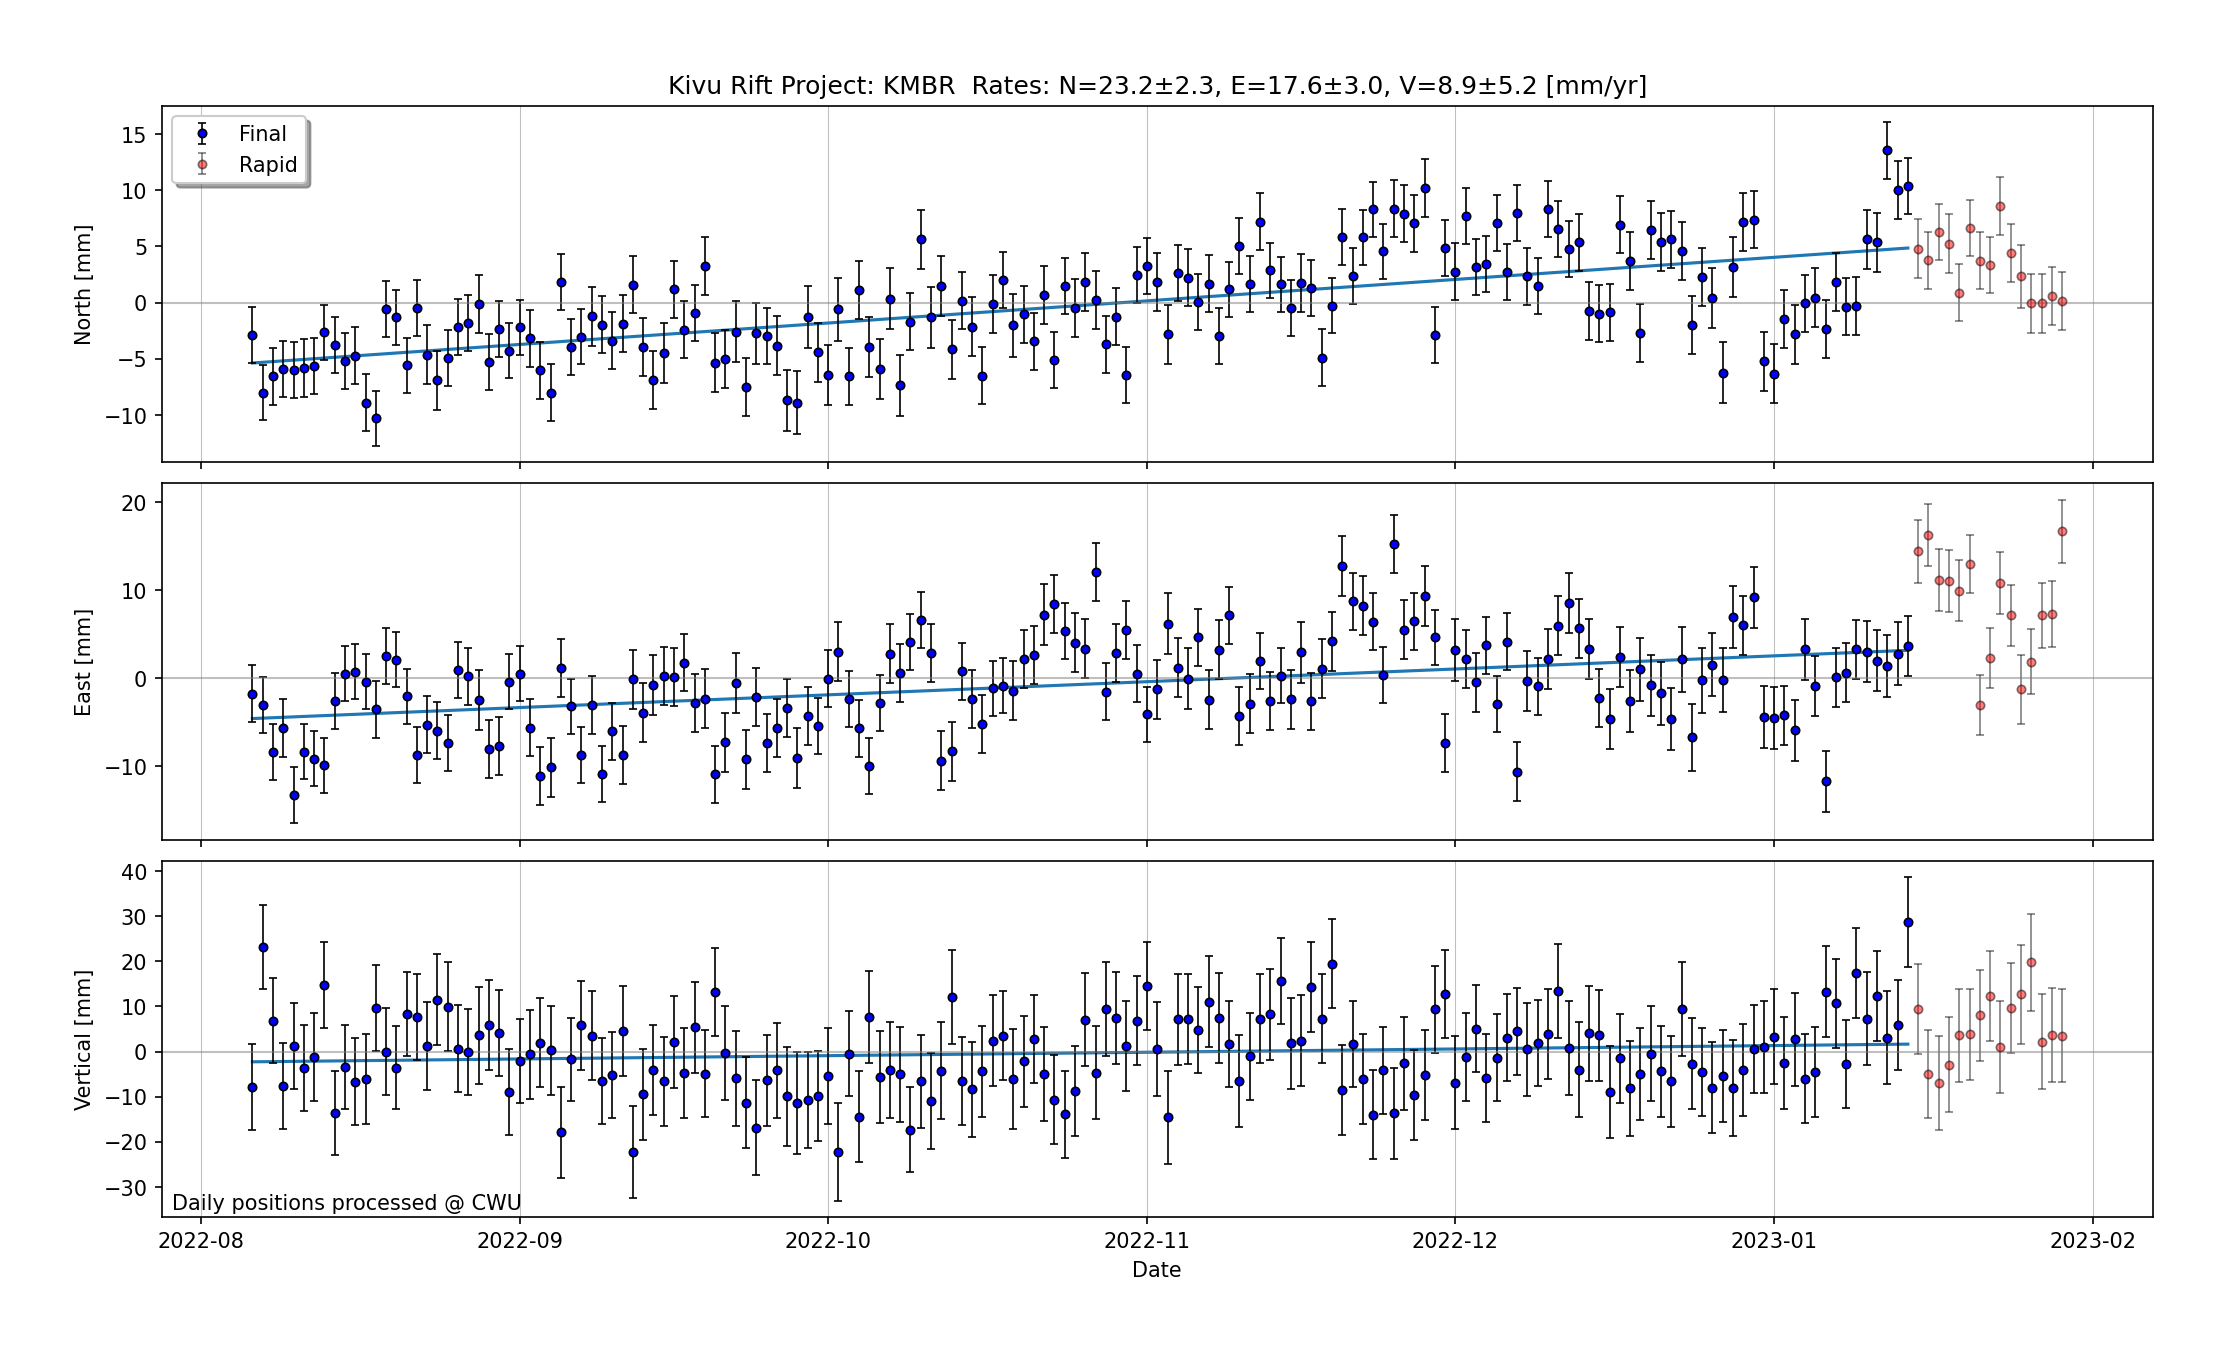 Kivu Rift Project: KMBR  Rates: N=23.2±2.3, E=17.6±3.0, V=8.9±5.2 [mm/yr]
Final
Rapid
15
10
5
0
−5
−10
North [mm]
20
10
0
−10
East [mm]
40
30
20
10
0
−10
−20
−30
Vertical [mm]
Daily positions processed @ CWU
2022-08 2022-09 2022-10 2022-11 2022-12 2023-01 2023-02
Date